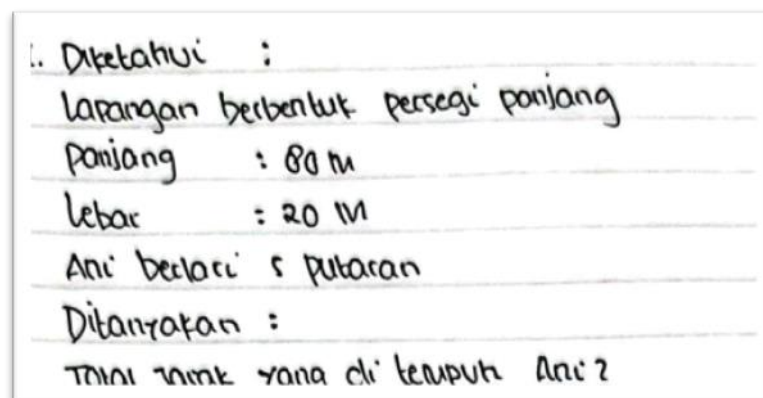 Diketahui :
Lapangan berbentuk persegi panjang
Panjang : 80 m
Lebar : 20 m
Ani berlari 5 putaran
Ditanyakan :
Total jarak yang di tempuh Ani?